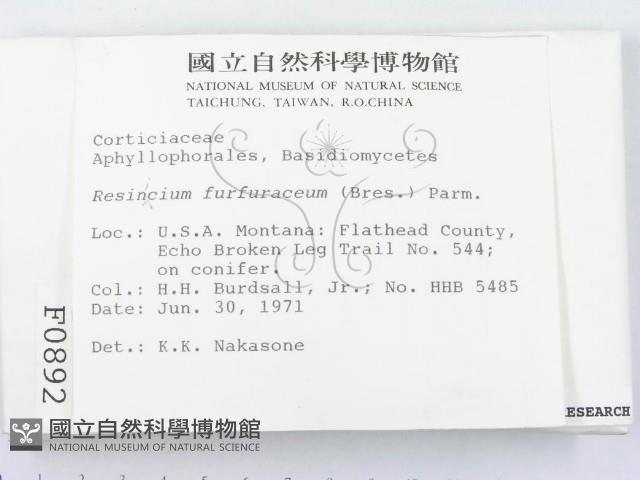 國立自然科學博物館
NATIONAL MUSEUM OF NATURAL SCIENCE
TAICHUNG, TAIWAN, R.O.CHINA
Corticiaceae
Aphyllophorales, Basidiomycetes
Resincium furfuraceum (Bres.) Parm.
Loc.: U.S.A. Montana: Flathead County,
Echo Broken Leg Trail No. 544;
on conifer.
Col.: H.H. Burdsall, Jr.; No. HHB 5485
Date: Jun. 30, 1971
Det.: K.K. Nakasone
F0892
ESEARCH
國立自然科學博物館
NATIONAL MUSEUM OF NATURAL SCIENCE